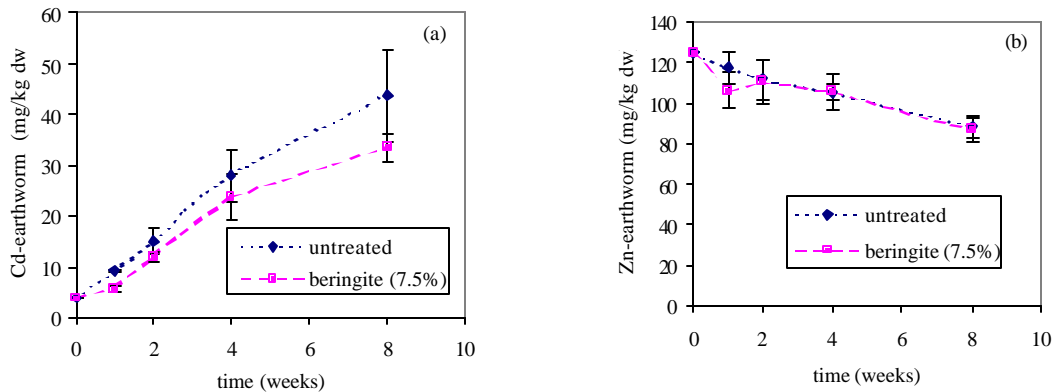 (a)
Cd-earthworm (mg/kg dw
60
50
40
30
20
10
0
untreated
beringite (7.5%)
0 2 4 6 8 10
time (weeks)
(b)
Zn-earthworm (mg/kg dw
140
120
100
80
60
40
20
0
untreated
beringite (7.5%)
0 2 4 6 8 10
time (weeks)